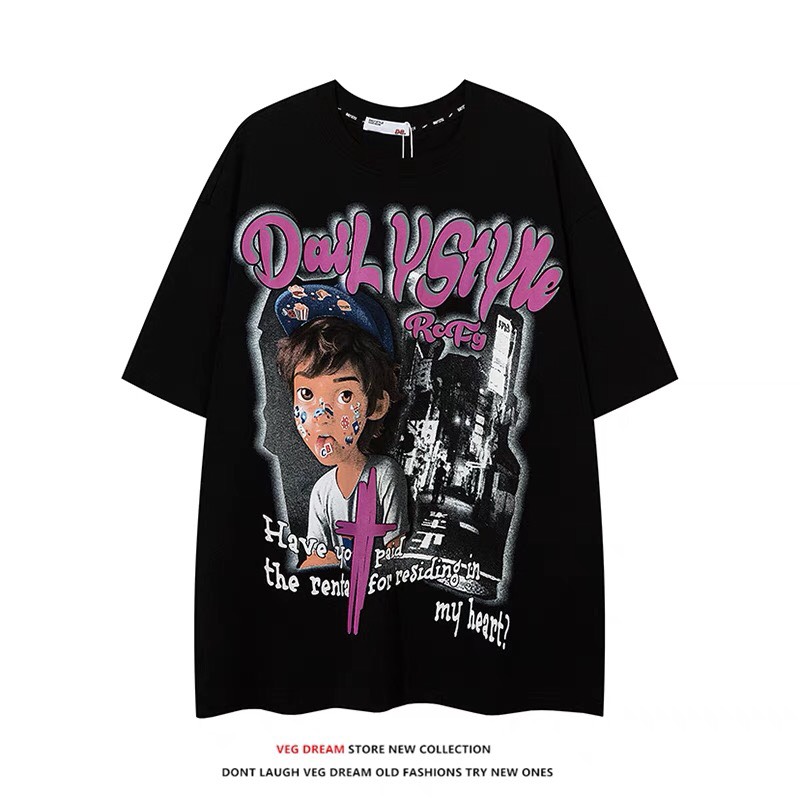 DaiLyStyle
RcFg
Have you paid
the rental for residing in
my heart?
VEG DREAM STORE NEW COLLECTION
DONT LAUGH VEG DREAM OLD FASHIONS TRY NEW ONES